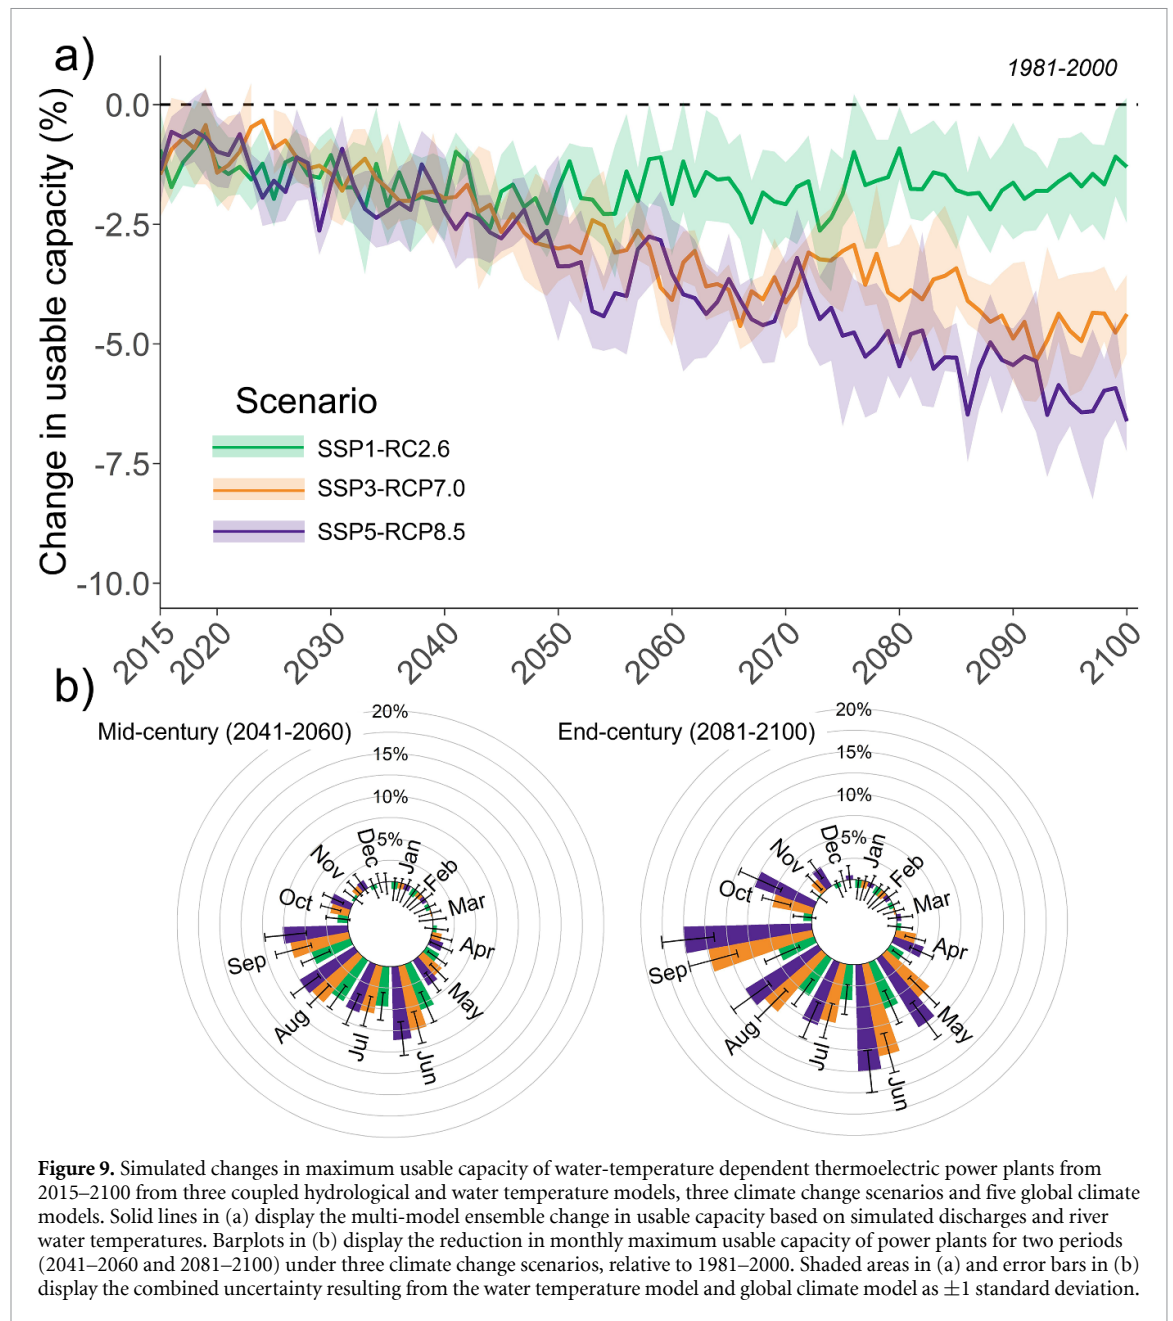 a)
1981-2000
Change in usable capacity (%)
0.0
-2.5
-5.0
-7.5
-10.0
Scenario
SSP1-RC2.6
SSP3-RCP7.0
SSP5-RCP8.5
2015
2020
2030
2040
2050
2060
2070
2080
2090
2100
b)
Mid-century (2041-2060)
20%
15%
10%
5%
Jan
Feb
Mar
Apr
May
Jun
Jul
Aug
Sep
Oct
Nov
Dec
End-century (2081-2100)
20%
15%
10%
5%
Jan
Feb
Mar
Apr
May
Jun
Jul
Aug
Sep
Oct
Nov
Dec
Figure 9. Simulated changes in maximum usable capacity of water-temperature dependent thermoelectric power plants from
2015–2100 from three coupled hydrological and water temperature models, three climate change scenarios and five global climate
models. Solid lines in (a) display the multi-model ensemble change in usable capacity based on simulated discharges and river
water temperatures. Barplots in (b) display the reduction in monthly maximum usable capacity of power plants for two periods
(2041–2060 and 2081–2100) under three climate change scenarios, relative to 1981–2000. Shaded areas in (a) and error bars in (b)
display the combined uncertainty resulting from the water temperature model and global climate model as ±1 standard deviation.